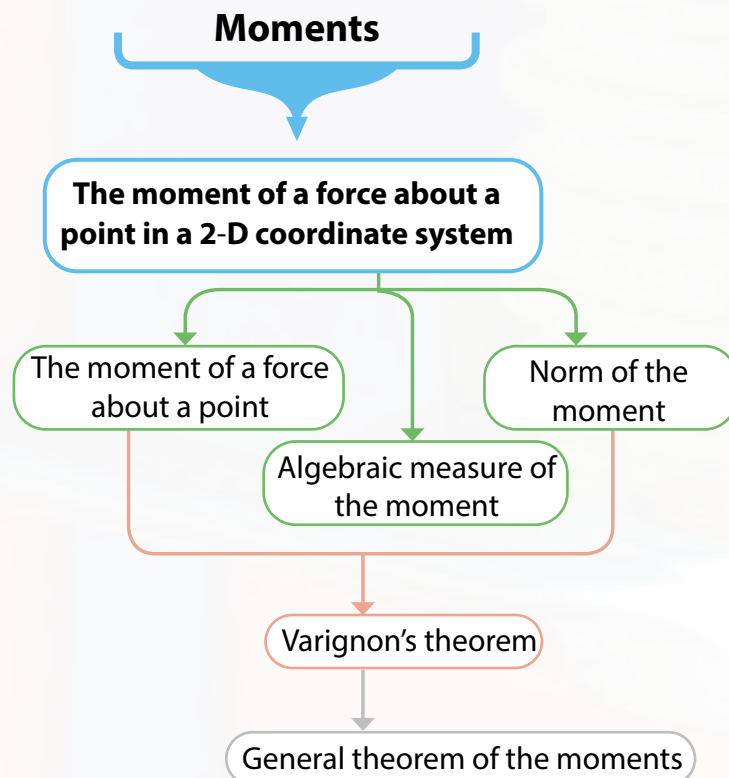 Moments
The moment of a force about a
point in a 2-D coordinate system
The moment of a force
about a point
Norm of the
moment
Algebraic measure of
the moment
Varignon's theorem
General theorem of the moments